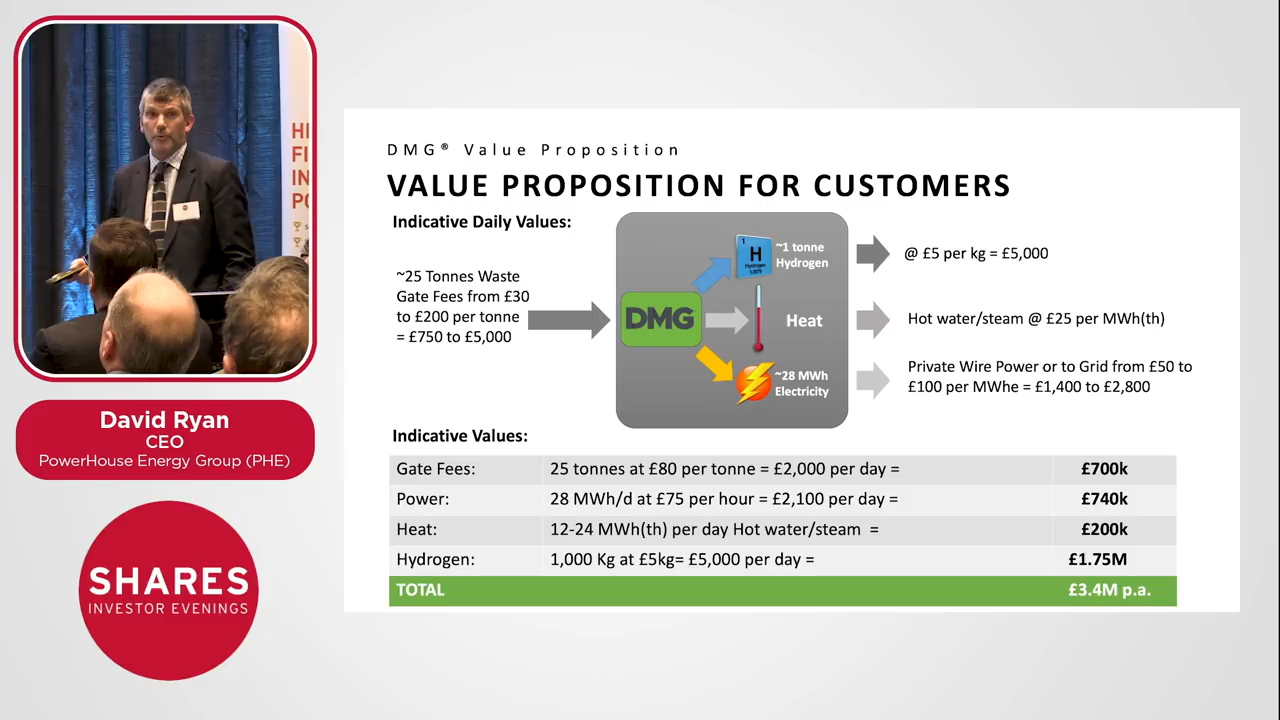 HI
FI
IN
PO
David Ryan
CEO
PowerHouse Energy Group (PHE)
SHARES
INVESTOR EVENINGS
DMG® Value Proposition
VALUE PROPOSITION FOR CUSTOMERS
Indicative Daily Values:
~25 Tonnes Waste
Gate Fees from £30
to £200 per tonne
= £750 to £5,000
DMG
1
H
Hydrogen
~1 tonne
Hydrogen
Heat
~28 MWh
Electricity
@ £5 per kg = £5,000
Hot water/steam @ £25 per MWh(th)
Private Wire Power or to Grid from £50 to
£100 per MWhe = £1,400 to £2,800
Indicative Values:
Gate Fees: 25 tonnes at £80 per tonne = £2,000 per day = £700k
Power: 28 MWh/d at £75 per hour = £2,100 per day = £740k
Heat: 12-24 MWh(th) per day Hot water/steam = £200k
Hydrogen: 1,000 Kg at £5kg= £5,000 per day = £1.75M
TOTAL £3.4M p.a.